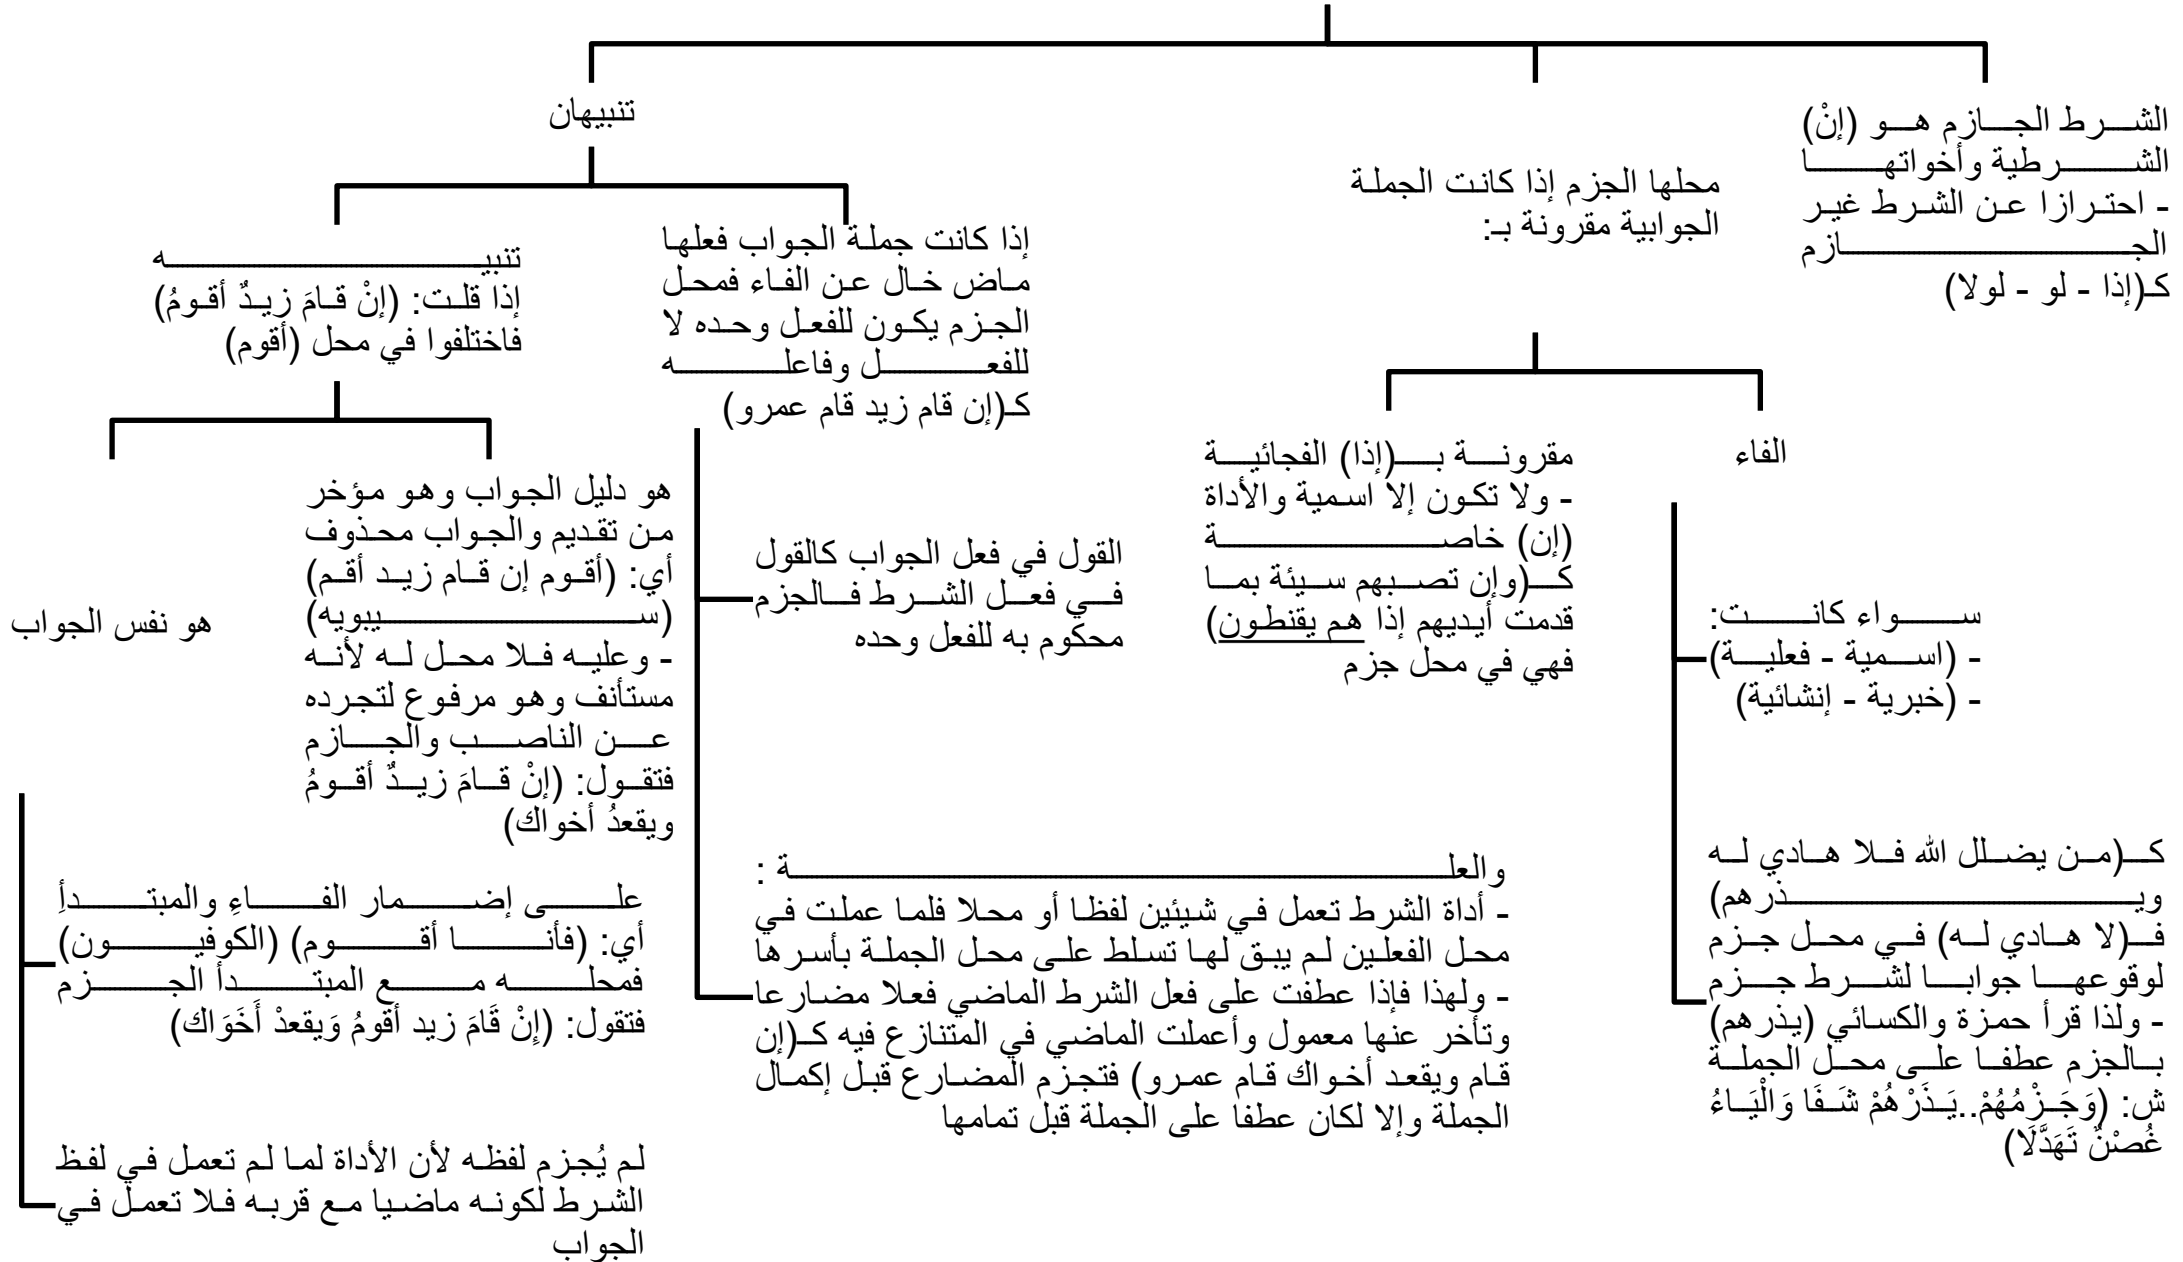 الشرط الجازم هو (إنْ)
الشرطية وأخواتها
- احترازا عن الشرط غير
الجازم
كـ(إذا - لو - لولا)
محلها الجزم إذا كانت الجملة
الجوابية مقرونة بـ:
الفاء
سواء كانت:
- (اسمية - فعلية)
- (خبرية - إنشائية)
كـ(من يضلل الله فلا هادي له
ويذرهم)
فـ(لا هادي له) في محل جزم
لوقوعها جوابا لشرط جزم
- ولذا قرأ حمزة والكسائي (يذرهم)
بالجزم عطفا على محل الجملة
ش: (وَجَزْمُهُمْ..يَذَرْهُمْ شَفَا وَالْيَاءُ
غُصْنٌ تَهَدَّلَا)
مقرونة بـ(إذا) الفجائية
- ولا تكون إلا اسمية والأداة
(إن) خاصة
كـ(وإن تصبهم سيئة بما
قدمت أيديهم إذا هم يقنطون)
فهي في محل جزم
تنبيهان
إذا كانت جملة الجواب فعلها
ماض خال عن الفاء فمحل
الجزم يكون للفعل وحده لا
للفعل وفاعله
كـ(إن قام زيد قام عمرو)
القول في فعل الجواب كالقول
في فعل الشرط فالجزم
محكوم به للفعل وحده
والعلة :
- أداة الشرط تعمل في شيئين لفظا أو محلا فلما عملت في
محل الفعلين لم يبق لها تسلط على محل الجملة بأسرها
- ولهذا فإذا عطفت على فعل الشرط الماضي فعلا مضارعا
وتأخر عنها معمول وأعملت الماضي في المتنازع فيه كـ(إن
قام ويقعد أخواك قام عمرو) فتجزم المضارع قبل إكمال
الجملة وإلا لكان عطفا على الجملة قبل تمامها
تنبيه
إذا قلت: (إنْ قامَ زيدٌ أقومُ)
فاختلفوا في محل (أقوم)
هو دليل الجواب وهو مؤخر
من تقديم والجواب محذوف
أي: (أقوم إن قام زيد أقم)
(سيبويه)
- وعليه فلا محل له لأنه
مستأنف وهو مرفوع لتجرده
عن الناصب والجازم
فتقول: (إنْ قامَ زيدٌ أقومُ
ويقعدُ أخواك)
هو نفس الجواب
على إضمار الفاءِ والمبتدأِ
أي: (فأنا أقوم) (الكوفيون)
فمحله مع المبتدأ الجزم
فتقول: (إِنْ قَامَ زيد أقومُ وَيقعدْ أَخَوَاك)
لم يُجزم لفظه لأن الأداة لما لم تعمل في لفظ
الشرط لكونه ماضيا مع قربه فلا تعمل في
الجواب